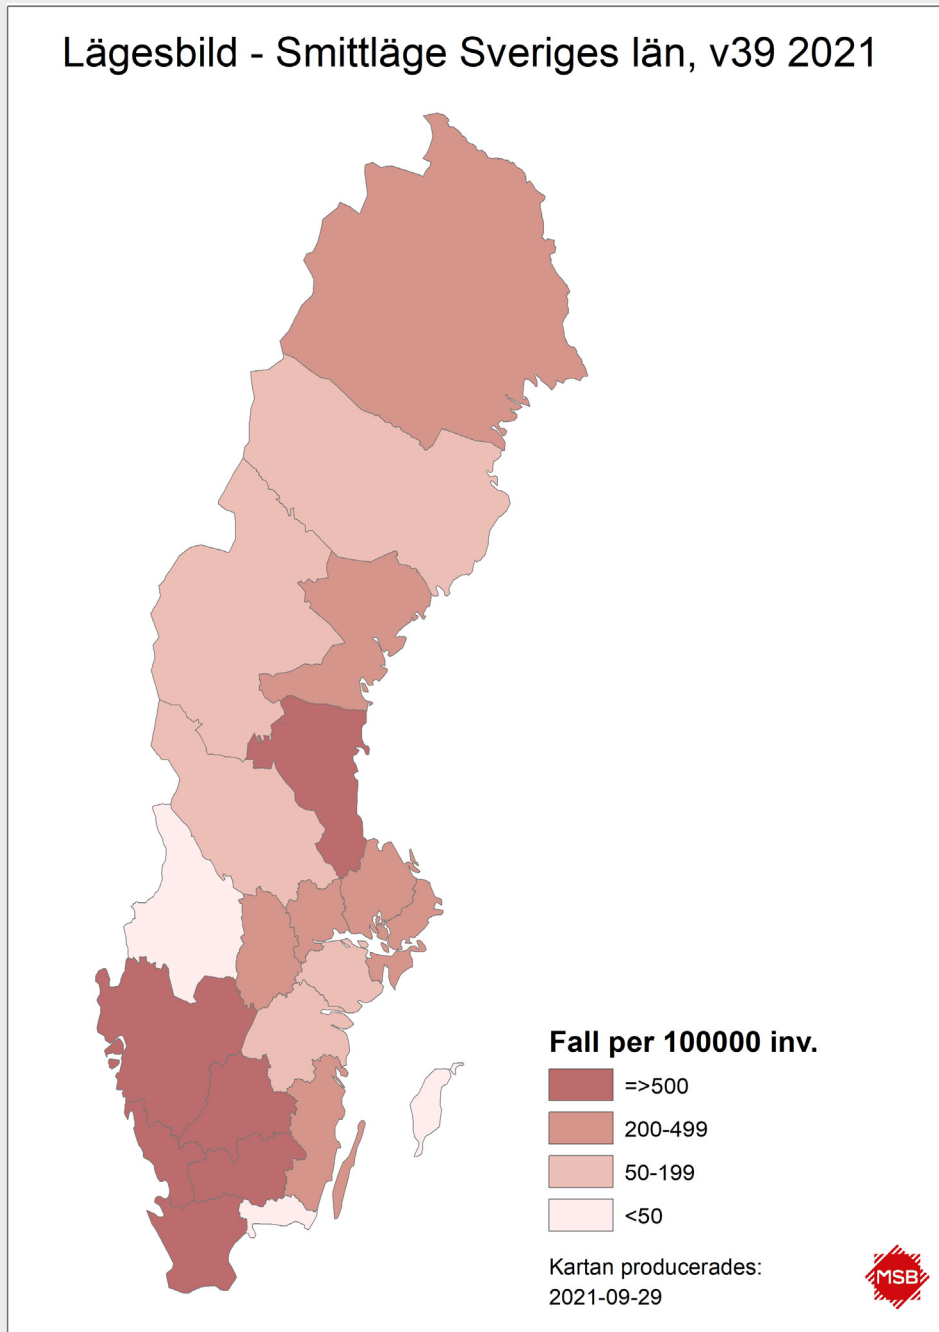 Lägesbild - Smittläge Sveriges län, v39 2021
Fall per 100000 inv.
=>500
200-499
50-199
<50
Kartan producerades:
2021-09-29
MSB